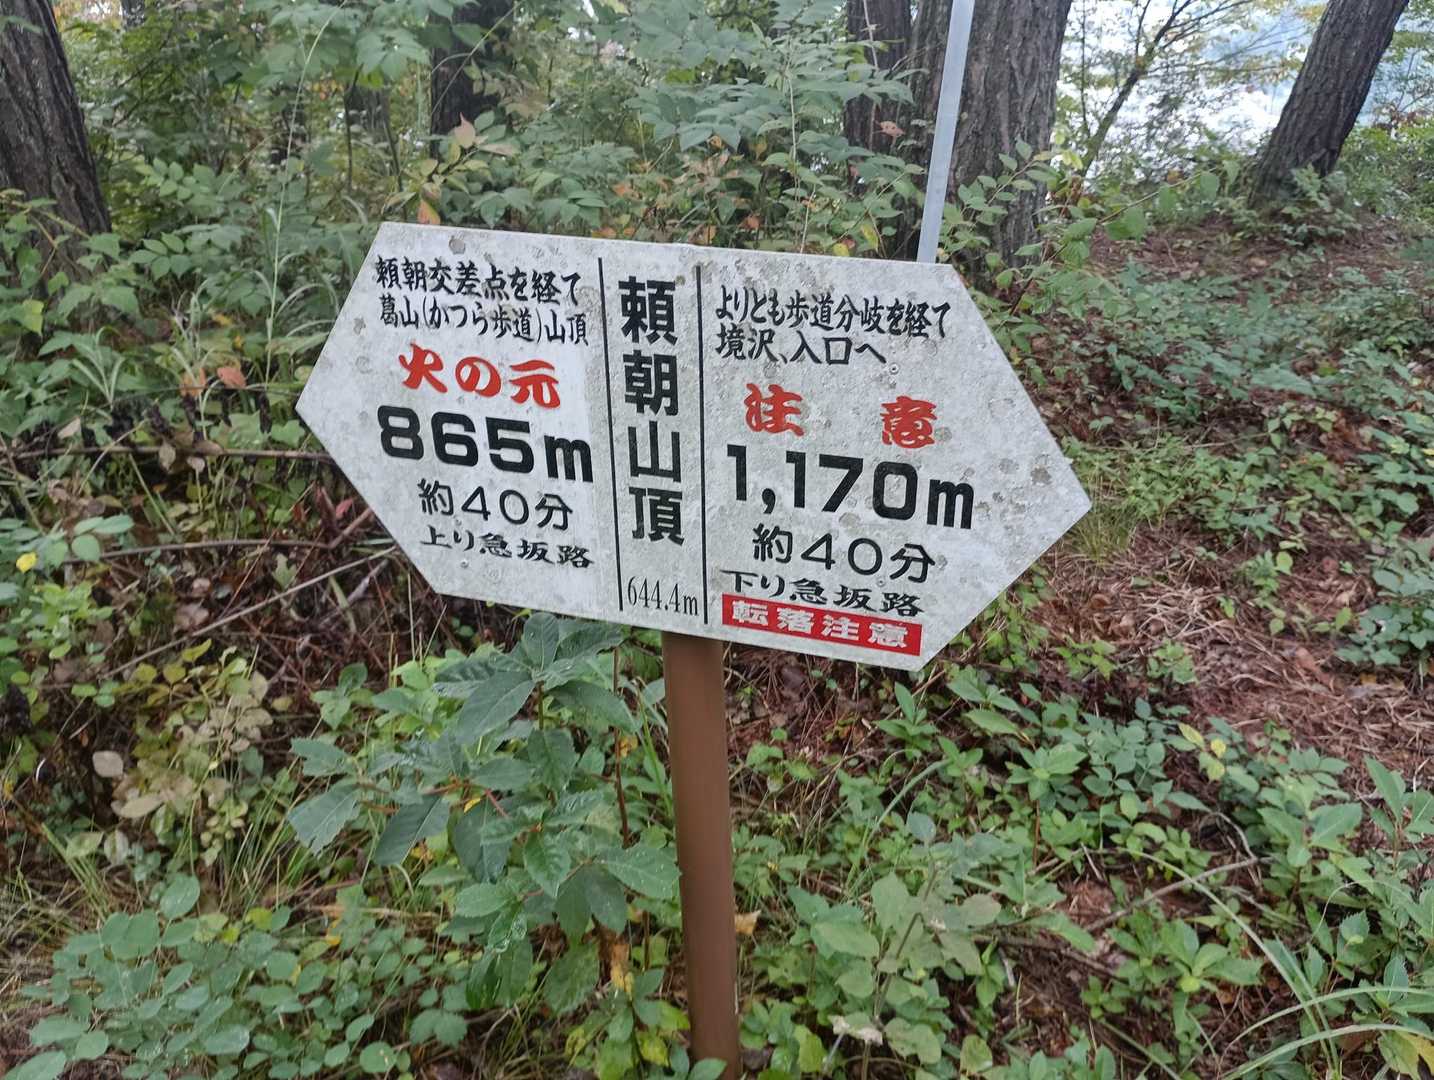 頼朝交差点を経て
葛山(かつら歩道)山頂
火の元
865m
約40分
上り急坂路
頼朝山頂
644.4m
よりとも歩道分岐を経て
境沢、入口へ
注意
1,170m
約40分
下り急坂路
転落注意